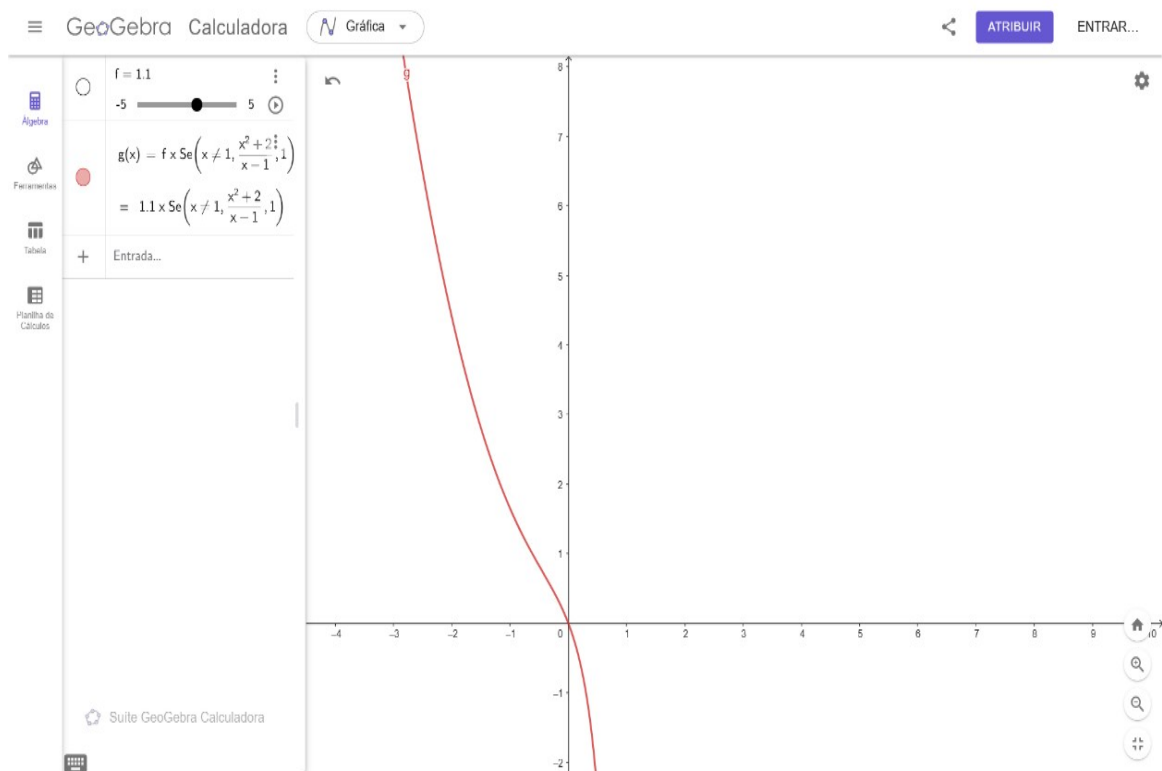 GeoGebra Calculadora Gráfica ATRIBUIR ENTRAR...
Álgebra
Ferramentas
Tabela
Planilha de
Cálculos
f = 1.1
-5 5
g(x) = f x Se(x ≠ 1, (x² + 2)/(x − 1), 1)
= 1.1 x Se(x ≠ 1, (x² + 2)/(x − 1), 1)
+ Entrada...
Suíte GeoGebra Calculadora
g
8
7
6
5
4
3
2
1
–4 –3 –2 –1 0 1 2 3 4 5 6 7 8 9 10
–1
–2